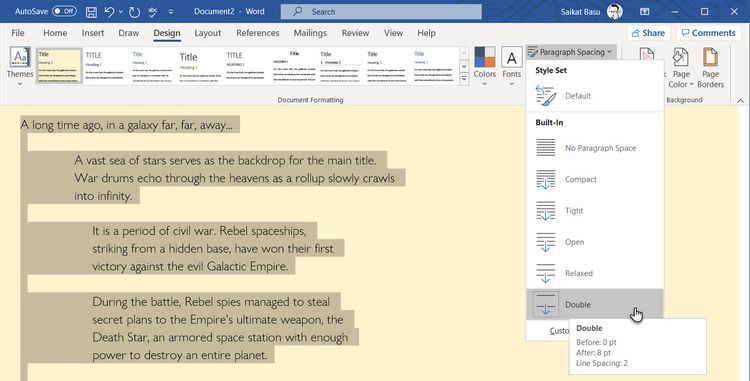 AutoSave Off Document2 - Word Search Saikat Basu
File Home Insert Draw Design Layout References Mailings Review View Help Share Comments
Themes
Title Title TITLE Title Title TITLE Title Title Title
Heading 1
Colors Fonts
Paragraph Spacing
Page Color
Page Borders
Document Formatting
Background
Style Set
Default
Built-In
No Paragraph Space
Compact
Tight
Open
Relaxed
Double
Custo
Double
Before: 0 pt
After: 8 pt
Line Spacing: 2
A long time ago, in a galaxy far, far, away...
A vast sea of stars serves as the backdrop for the main title.
War drums echo through the heavens as a rollup slowly crawls
into infinity.
It is a period of civil war. Rebel spaceships,
striking from a hidden base, have won their first
victory against the evil Galactic Empire.
During the battle, Rebel spies managed to steal
secret plans to the Empire's ultimate weapon, the
Death Star, an armored space station with enough
power to destroy an entire planet.